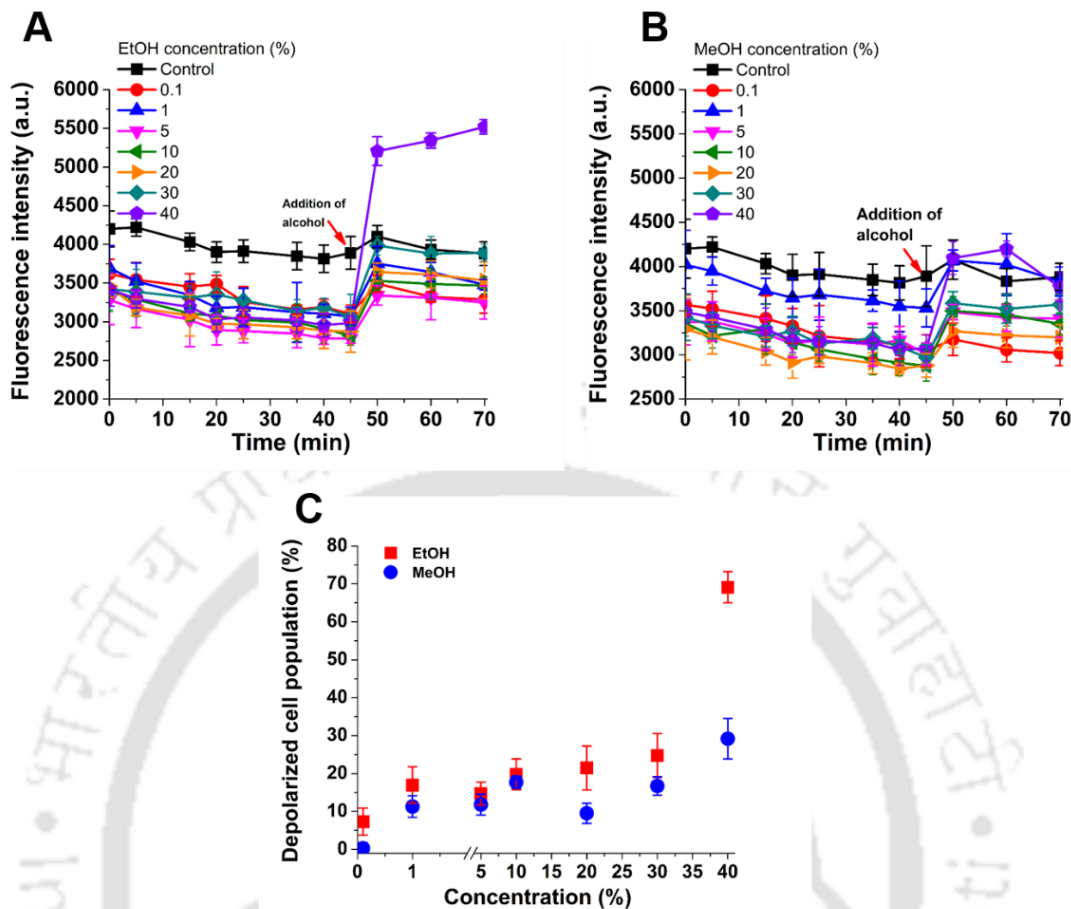 A
EtOH concentration (%)
Control
0.1
1
5
10
20
30
40
6000
5500
5000
4500
4000
3500
3000
2500
2000
Fluorescence intensity (a.u.)
Addition of
alcohol
0 10 20 30 40 50 60 70
Time (min)
B
MeOH concentration (%)
Control
0.1
1
5
10
20
30
40
6000
5500
5000
4500
4000
3500
3000
2500
Fluorescence intensity (a.u.)
Addition of
alcohol
0 10 20 30 40 50 60 70
Time (min)
C
EtOH
MeOH
80
70
60
50
40
30
20
10
0
Depolarized cell population (%)
0 1 5 10 15 20 25 30 35 40
Concentration (%)
भारतीय
गुवाहाटी
ti